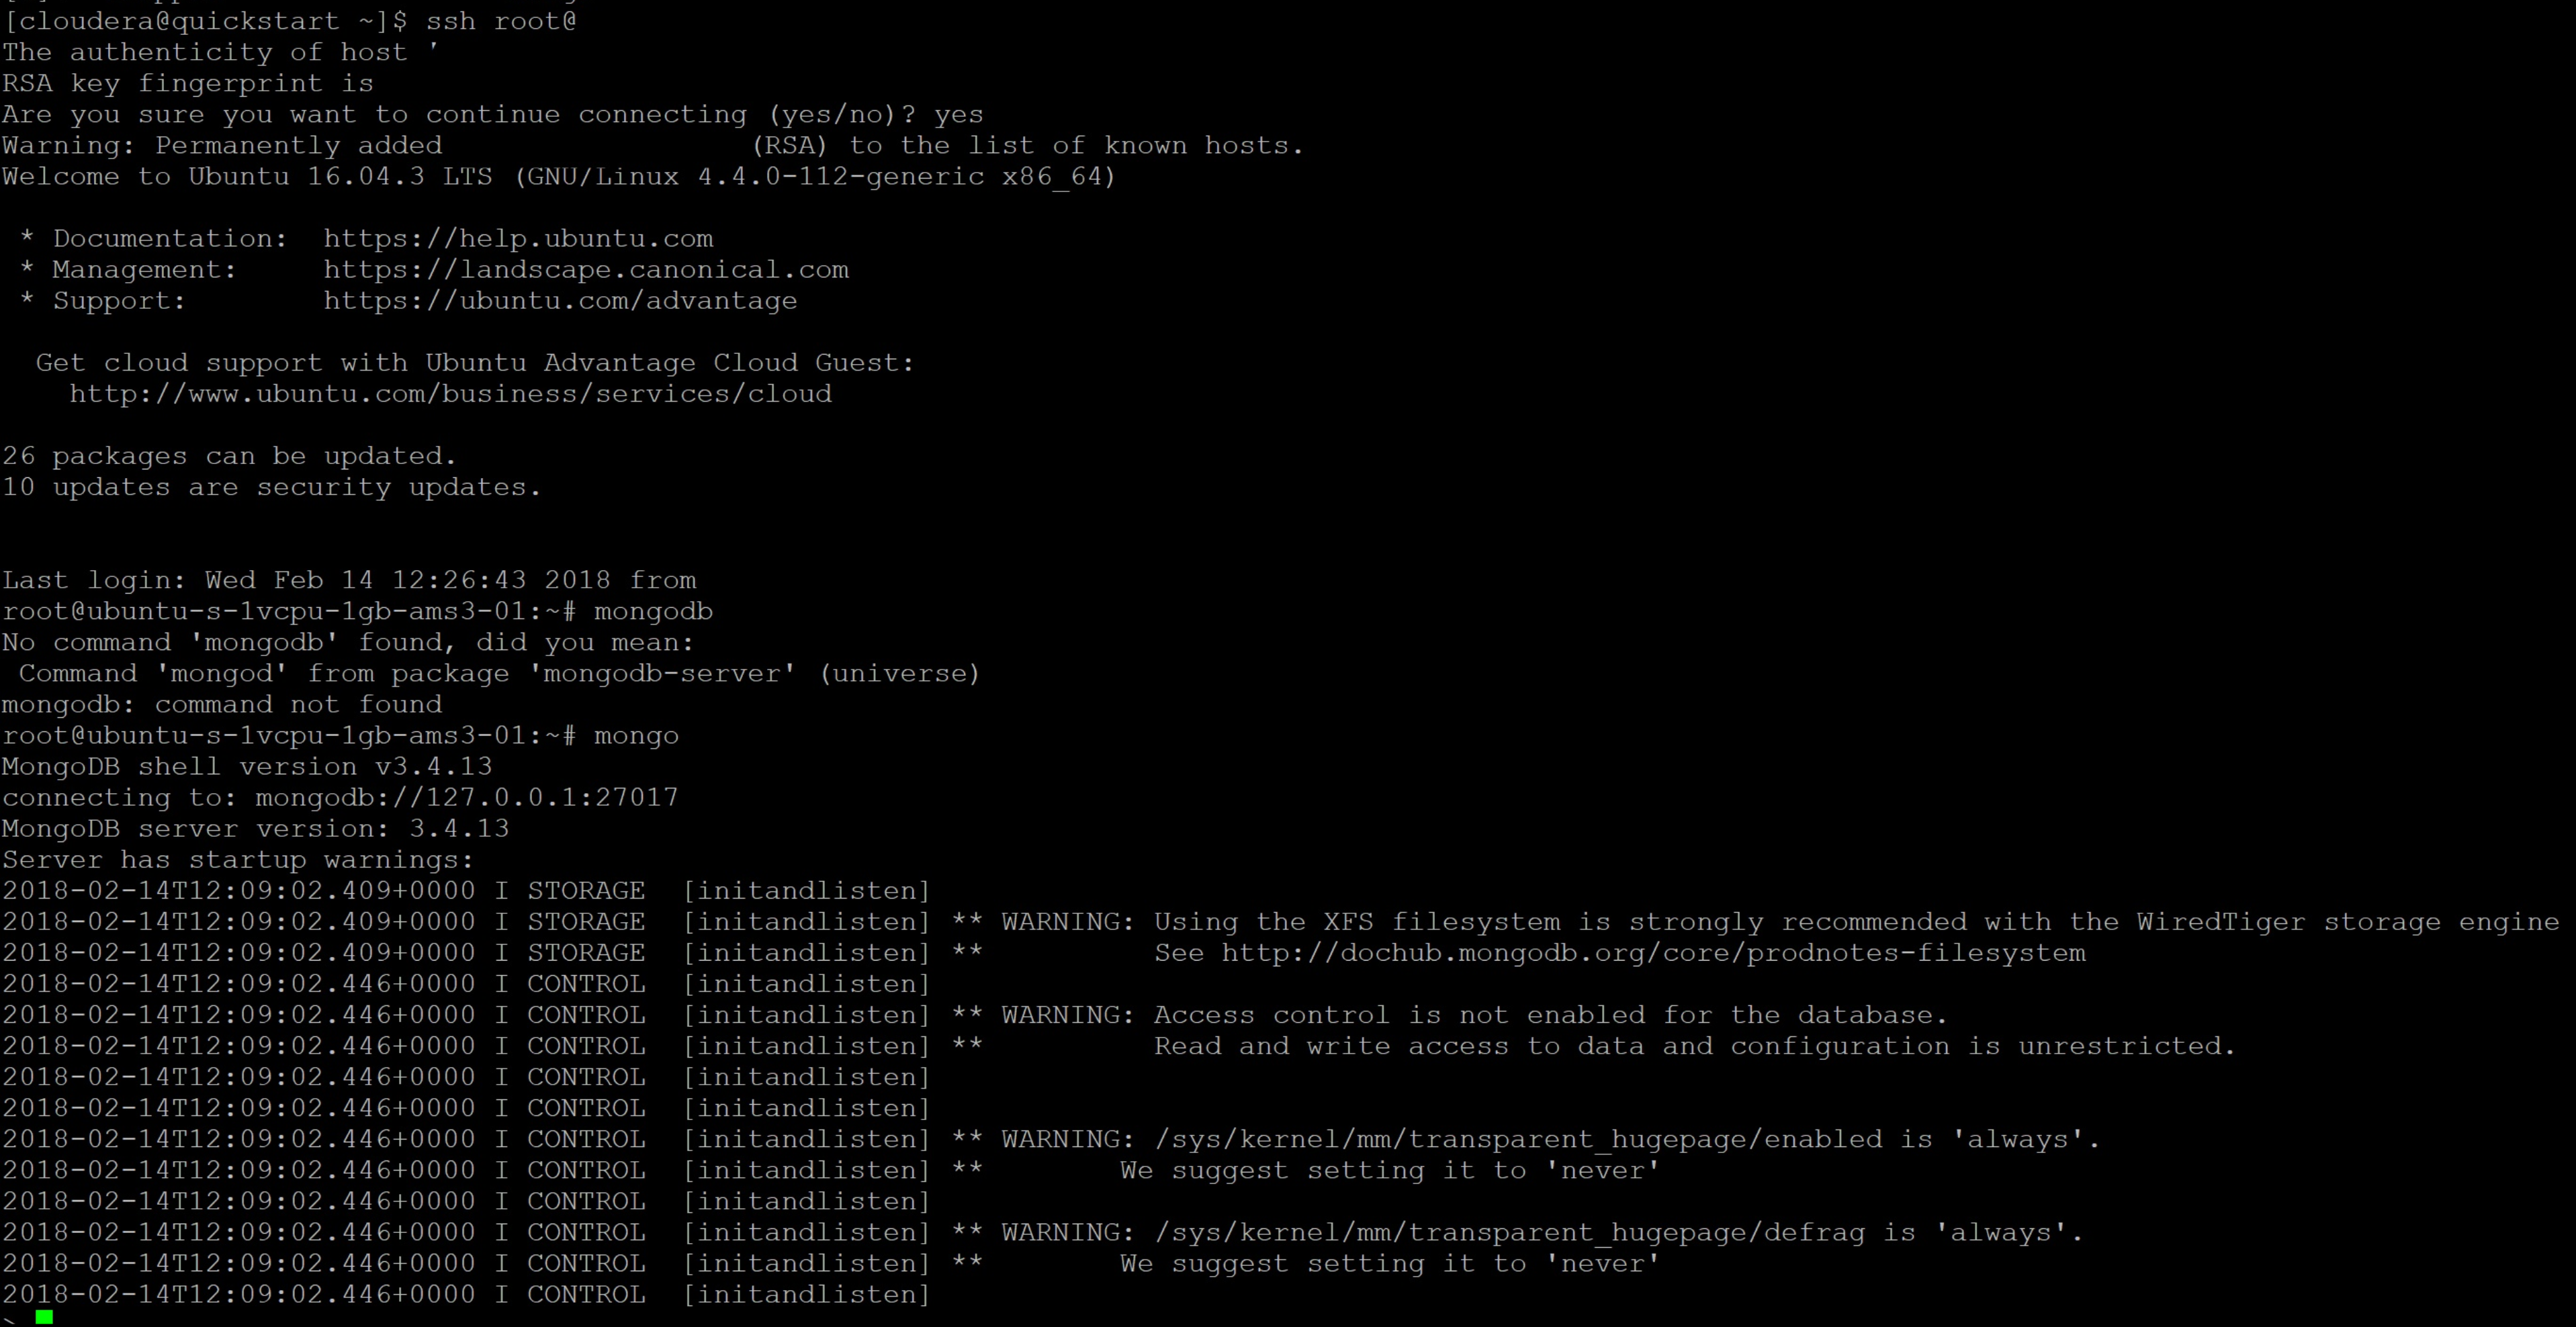 [cloudera@quickstart ~]$ ssh root@
The authenticity of host '
RSA key fingerprint is
Are you sure you want to continue connecting (yes/no)? yes
Warning: Permanently added                  (RSA) to the list of known hosts.
Welcome to Ubuntu 16.04.3 LTS (GNU/Linux 4.4.0-112-generic x86_64)
 * Documentation:  https://help.ubuntu.com
 * Management:     https://landscape.canonical.com
 * Support:        https://ubuntu.com/advantage
  Get cloud support with Ubuntu Advantage Cloud Guest:
    http://www.ubuntu.com/business/services/cloud
26 packages can be updated.
10 updates are security updates.
Last login: Wed Feb 14 12:26:43 2018 from
root@ubuntu-s-1vcpu-1gb-ams3-01:~# mongodb
No command 'mongodb' found, did you mean:
 Command 'mongod' from package 'mongodb-server' (universe)
mongodb: command not found
root@ubuntu-s-1vcpu-1gb-ams3-01:~# mongo
MongoDB shell version v3.4.13
connecting to: mongodb://127.0.0.1:27017
MongoDB server version: 3.4.13
Server has startup warnings:
2018-02-14T12:09:02.409+0000 I STORAGE  [initandlisten]
2018-02-14T12:09:02.409+0000 I STORAGE  [initandlisten] ** WARNING: Using the XFS filesystem is strongly recommended with the WiredTiger storage engine
2018-02-14T12:09:02.409+0000 I STORAGE  [initandlisten] **          See http://dochub.mongodb.org/core/prodnotes-filesystem
2018-02-14T12:09:02.446+0000 I CONTROL  [initandlisten]
2018-02-14T12:09:02.446+0000 I CONTROL  [initandlisten] ** WARNING: Access control is not enabled for the database.
2018-02-14T12:09:02.446+0000 I CONTROL  [initandlisten] **          Read and write access to data and configuration is unrestricted.
2018-02-14T12:09:02.446+0000 I CONTROL  [initandlisten]
2018-02-14T12:09:02.446+0000 I CONTROL  [initandlisten]
2018-02-14T12:09:02.446+0000 I CONTROL  [initandlisten] ** WARNING: /sys/kernel/mm/transparent_hugepage/enabled is 'always'.
2018-02-14T12:09:02.446+0000 I CONTROL  [initandlisten] **        We suggest setting it to 'never'
2018-02-14T12:09:02.446+0000 I CONTROL  [initandlisten]
2018-02-14T12:09:02.446+0000 I CONTROL  [initandlisten] ** WARNING: /sys/kernel/mm/transparent_hugepage/defrag is 'always'.
2018-02-14T12:09:02.446+0000 I CONTROL  [initandlisten] **        We suggest setting it to 'never'
2018-02-14T12:09:02.446+0000 I CONTROL  [initandlisten]